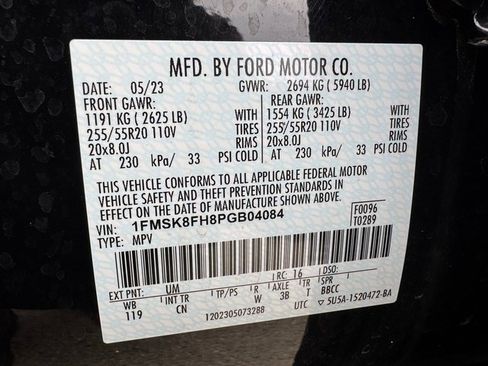 MFD. BY FORD MOTOR CO.
DATE: 05/23 GVWR: 2694 KG ( 5940 LB)
FRONT GAWR: REAR GAWR:
1191 KG ( 2625 LB) 1554 KG ( 3425 LB) WITH
255/55R20 110V 255/55R20 110V TIRES
20x8.0J 20x8.0J RIMS
AT 230 kPa/ 33 PSI COLD AT 230 kPa/ 33 PSI COLD
WITH
TIRES
RIMS
THIS VEHICLE CONFORMS TO ALL APPLICABLE FEDERAL MOTOR
VEHICLE SAFETY AND THEFT PREVENTION STANDARDS IN
EFFECT ON THE DATE OF MANUFACTURE SHOWN ABOVE.
VIN: 1FMSK8FH8PGB04084 F0096
TYPE: MPV T0289
EXT PNT: UM RC: 16 DSO:
WB INT TR TP/PS R AXLE TR SPR
119 CN W 3B T BBCC
1202305073288 UTC 5U5A-1520472-BA